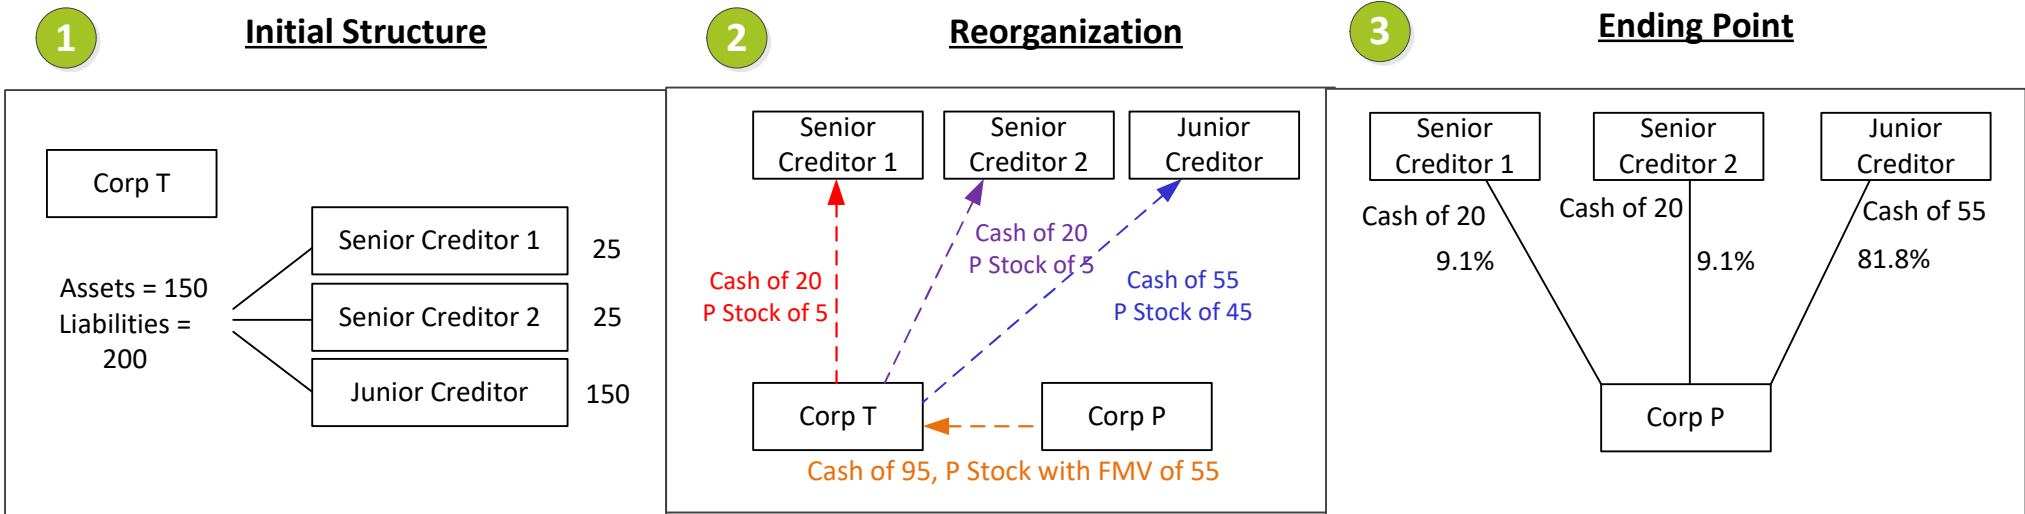 1
Initial Structure
Corp T
Assets = 150
Liabilities =
200
Senior Creditor 1
25
Senior Creditor 2
25
Junior Creditor
150
2
Reorganization
Senior
Creditor 1
Senior
Creditor 2
Junior
Creditor
Cash of 20
P Stock of 5
Cash of 20
P Stock of 5
Cash of 55
P Stock of 45
Corp T
Corp P
Cash of 95, P Stock with FMV of 55
3
Ending Point
Senior
Creditor 1
Senior
Creditor 2
Junior
Creditor
Cash of 20
9.1%
Cash of 20
9.1%
Cash of 55
81.8%
Corp P